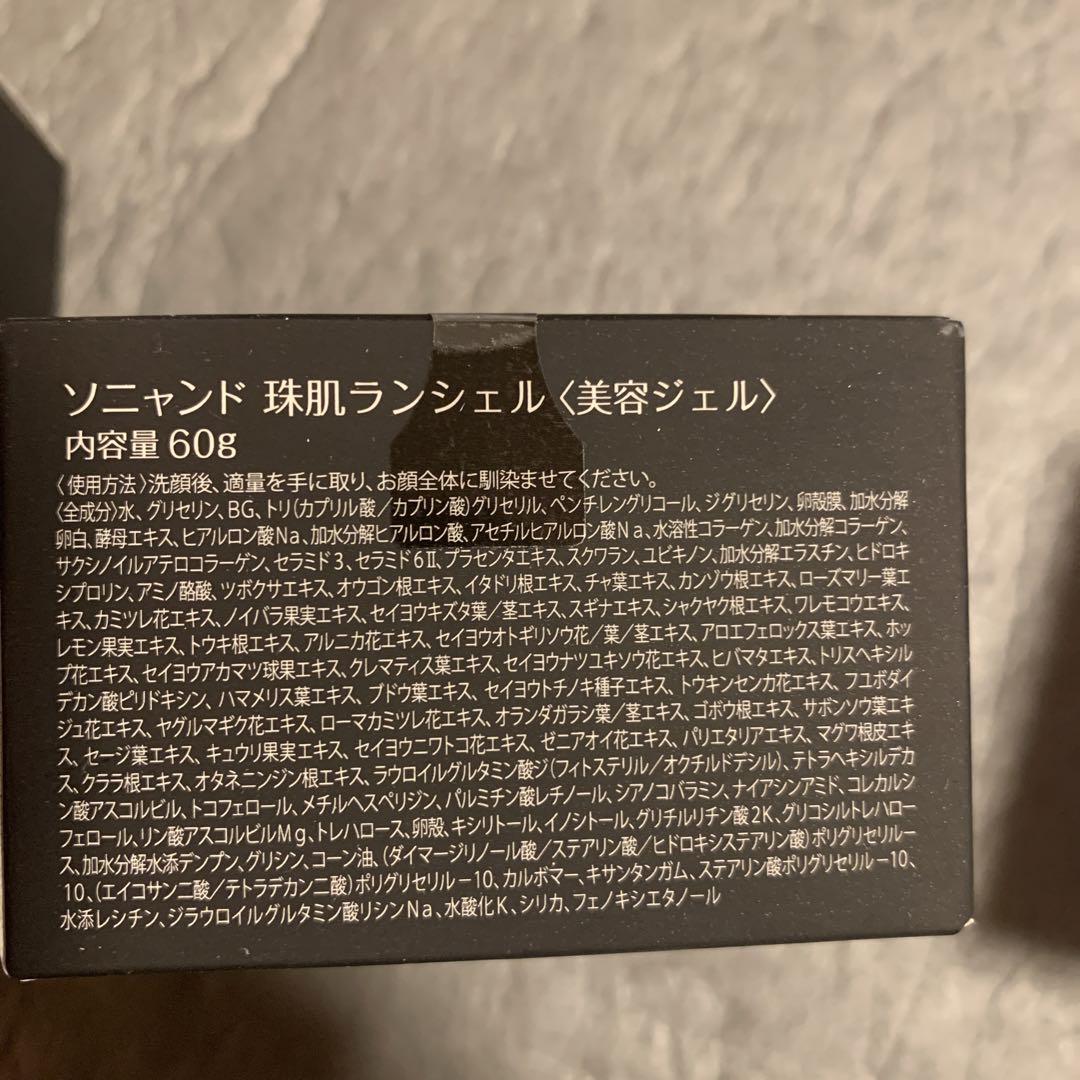 ソニャンド 珠肌ランシェル〈美容ジェル〉
内容量 60g
〈使用方法〉洗顔後、適量を手に取り、お顔全体に馴染ませてください。
〈全成分〉水、グリセリン、BG、トリ(カプリル酸／カプリン酸)グリセリル、ペンチレングリコール、ジグリセリン、卵殻膜、加水分解
卵白、酵母エキス、ヒアルロン酸Na、加水分解ヒアルロン酸、アセチルヒアルロン酸Na、水溶性コラーゲン、加水分解コラーゲン、
サクシノイルアテロコラーゲン、セラミド3、セラミド6Ⅱ、プラセンタエキス、スクワラン、ユビキノン、加水分解エラスチン、ヒドロキ
シプロリン、アミノ酪酸、ツボクサエキス、オウゴン根エキス、イタドリ根エキス、チャ葉エキス、カンゾウ根エキス、ローズマリー葉エ
キス、カミツレ花エキス、ノイバラ果実エキス、セイヨウキズタ葉／茎エキス、スギナエキス、シャクヤク根エキス、ワレモコウエキス、
レモン果実エキス、トウキ根エキス、アルニカ花エキス、セイヨウオトギリソウ花／葉／茎エキス、アロエフェロックス葉エキス、ホッ
プ花エキス、セイヨウアカマツ球果エキス、クレマティス葉エキス、セイヨウナツユキソウ花エキス、ヒバマタエキス、トリスヘキシル
デカン酸ピリドキシン、ハマメリス葉エキス、ブドウ葉エキス、セイヨウトチノキ種子エキス、トウキンセンカ花エキス、フユボダイ
ジュ花エキス、ヤグルマギク花エキス、ローマカミツレ花エキス、オランダガラシ葉／茎エキス、ゴボウ根エキス、サボンソウ葉エキ
ス、セージ葉エキス、キュウリ果実エキス、セイヨウニワトコ花エキス、ゼニアオイ花エキス、パリエタリアエキス、マグワ根皮エキ
ス、クララ根エキス、オタネニンジン根エキス、ラウロイルグルタミン酸ジ(フィトステリル／オクチルドデシル)、テトラヘキシルデカ
ン酸アスコルビル、トコフェロール、メチルヘスペリジン、パルミチン酸レチノール、シアノコバラミン、ナイアシンアミド、コレカルシ
フェロール、リン酸アスコルビルMg、トレハロース、卵殻、キシリトール、イノシトール、グリチルリチン酸2K、グリコシルトレハロー
ス、加水分解水添デンプン、グリシン、コーン油、(ダイマージリノール酸／ステアリン酸／ヒドロキシステアリン酸)ポリグリセリル－
10、(エイコサン二酸／テトラデカン二酸)ポリグリセリル－10、カルボマー、キサンタンガム、ステアリン酸ポリグリセリル－10、
水添レシチン、ジラウロイルグルタミン酸リシンNa、水酸化K、シリカ、フェノキシエタノール